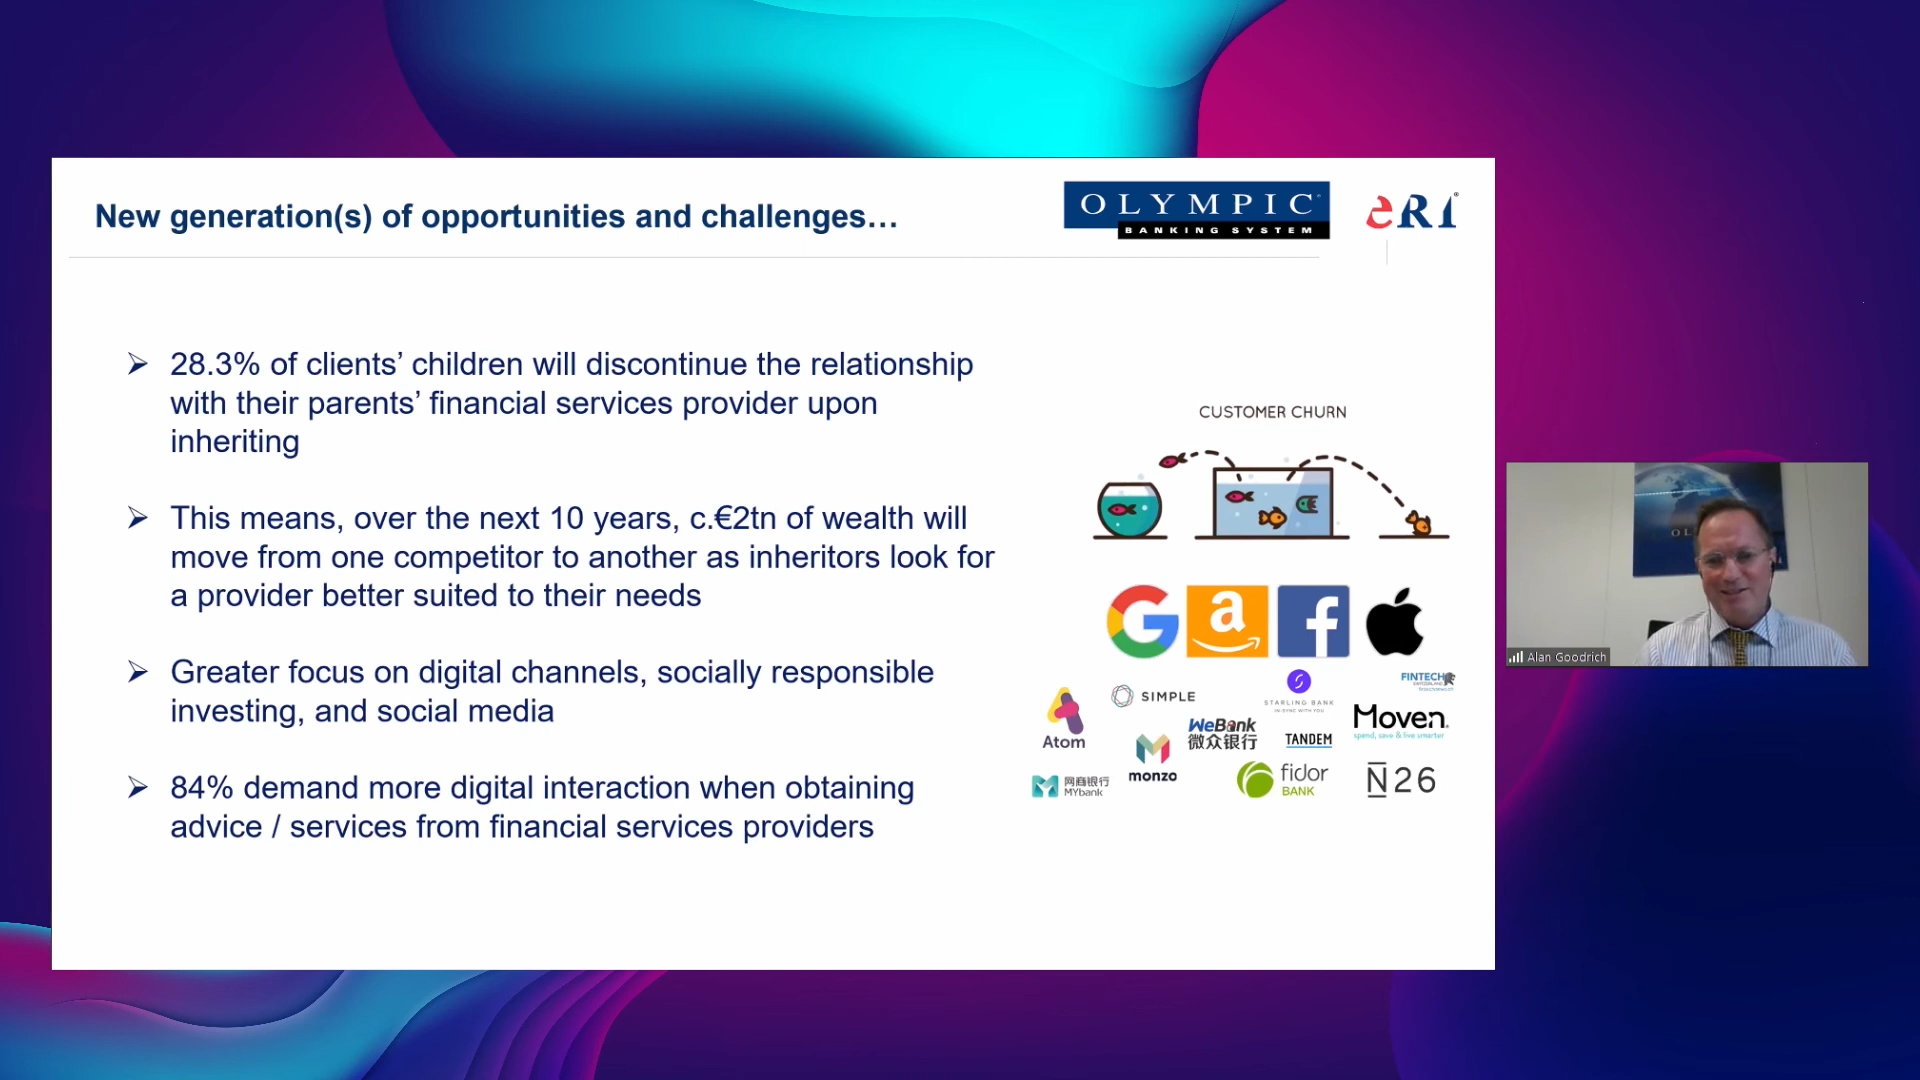 New generation(s) of opportunities and challenges…
OLYMPIC
BANKING SYSTEM
eRI
➢ 28.3% of clients’ children will discontinue the relationship
with their parents’ financial services provider upon
inheriting
➢ This means, over the next 10 years, c.€2tn of wealth will
move from one competitor to another as inheritors look for
a provider better suited to their needs
➢ Greater focus on digital channels, socially responsible
investing, and social media
➢ 84% demand more digital interaction when obtaining
advice / services from financial services providers
CUSTOMER CHURN
SIMPLE
STARLING BANK
FINTECH
Atom
WeBank
微众银行
TANDEM
Moven
spend, save & live smarter
monzo
网商银行
MYbank
fidor
BANK
N26
Alan Goodrich